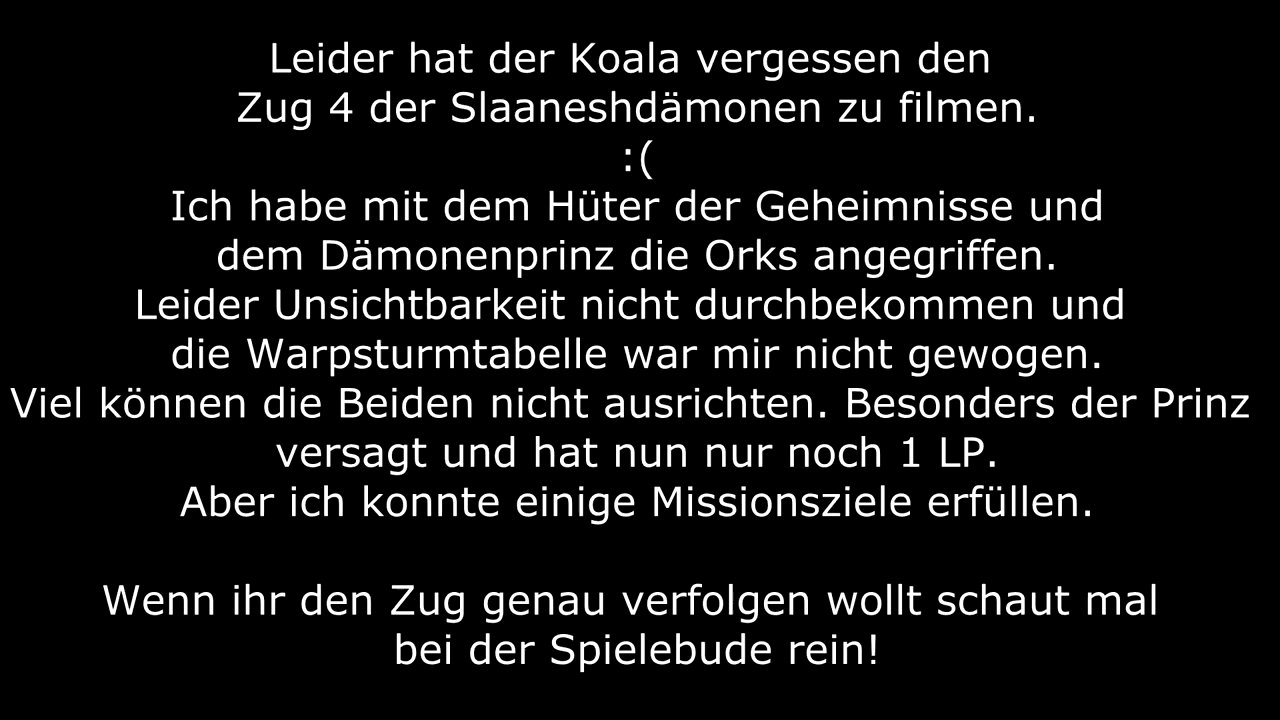 Leider hat der Koala vergessen den
Zug 4 der Slaaneshdämonen zu filmen.
:(
Ich habe mit dem Hüter der Geheimnisse und
dem Dämonenprinz die Orks angegriffen.
Leider Unsichtbarkeit nicht durchbekommen und
die Warpsturmtabelle war mir nicht gewogen.
Viel können die Beiden nicht ausrichten. Besonders der Prinz
versagt und hat nun nur noch 1 LP.
Aber ich konnte einige Missionsziele erfüllen.
Wenn ihr den Zug genau verfolgen wollt schaut mal
bei der Spielebude rein!